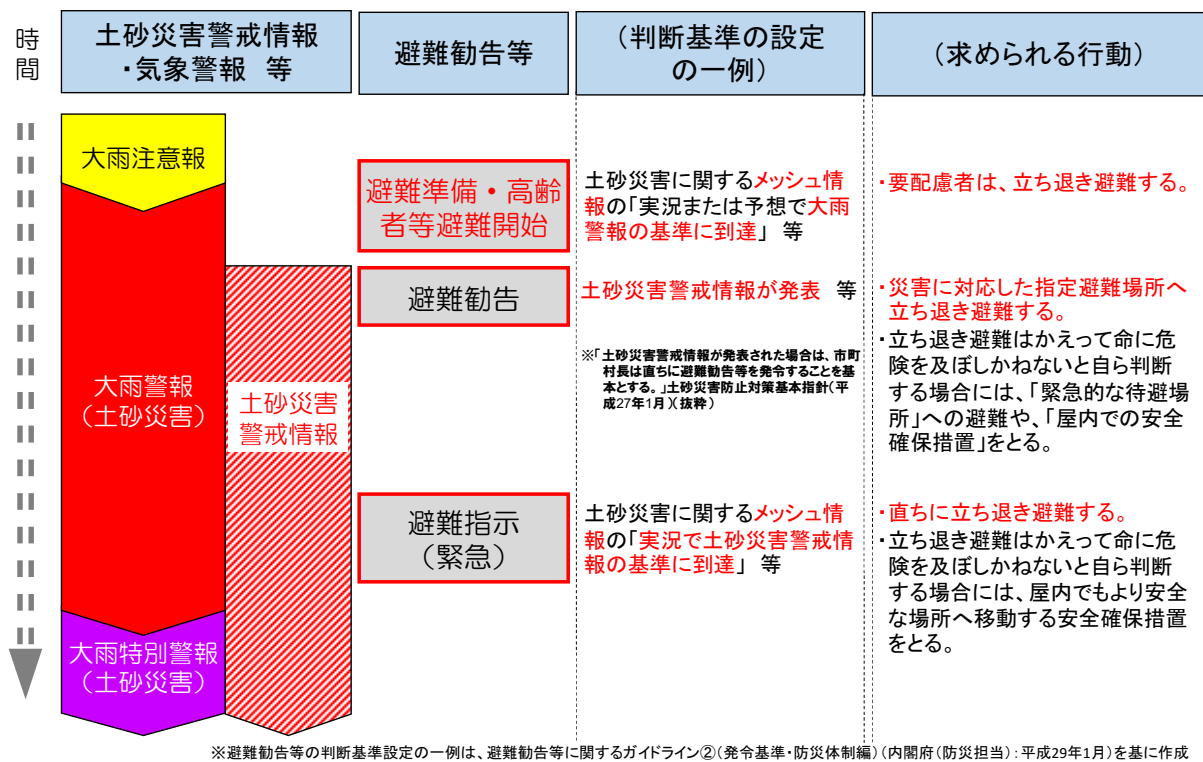 時
間
土砂災害警戒情報
・気象警報 等
避難勧告等
(判断基準の設定
の一例)
(求められる行動)
大雨注意報
大雨警報
(土砂災害)
大雨特別警報
(土砂災害)
土砂災害
警戒情報
避難準備・高齢
者等避難開始
土砂災害に関するメッシュ情
報の「実況または予想で大雨
警報の基準に到達」 等
・要配慮者は、立ち退き避難する。
避難勧告
土砂災害警戒情報が発表 等
※「土砂災害警戒情報が発表された場合は、市町
村長は直ちに避難勧告等を発令することを基
本とする。」土砂災害防止対策基本指針(平
成27年1月)(抜粋)
・災害に対応した指定避難場所へ
立ち退き避難する。
・立ち退き避難はかえって命に危
険を及ぼしかねないと自ら判断
する場合には、「緊急的な待避場
所」への避難や、「屋内での安全
確保措置」をとる。
避難指示
(緊急)
土砂災害に関するメッシュ情
報の「実況で土砂災害警戒情
報の基準に到達」 等
・直ちに立ち退き避難する。
・立ち退き避難はかえって命に危
険を及ぼしかねないと自ら判断
する場合には、屋内でもより安全
な場所へ移動する安全確保措置
をとる。
※避難勧告等の判断基準設定の一例は、避難勧告等に関するガイドライン②(発令基準・防災体制編)(内閣府(防災担当):平成29年1月)を基に作成